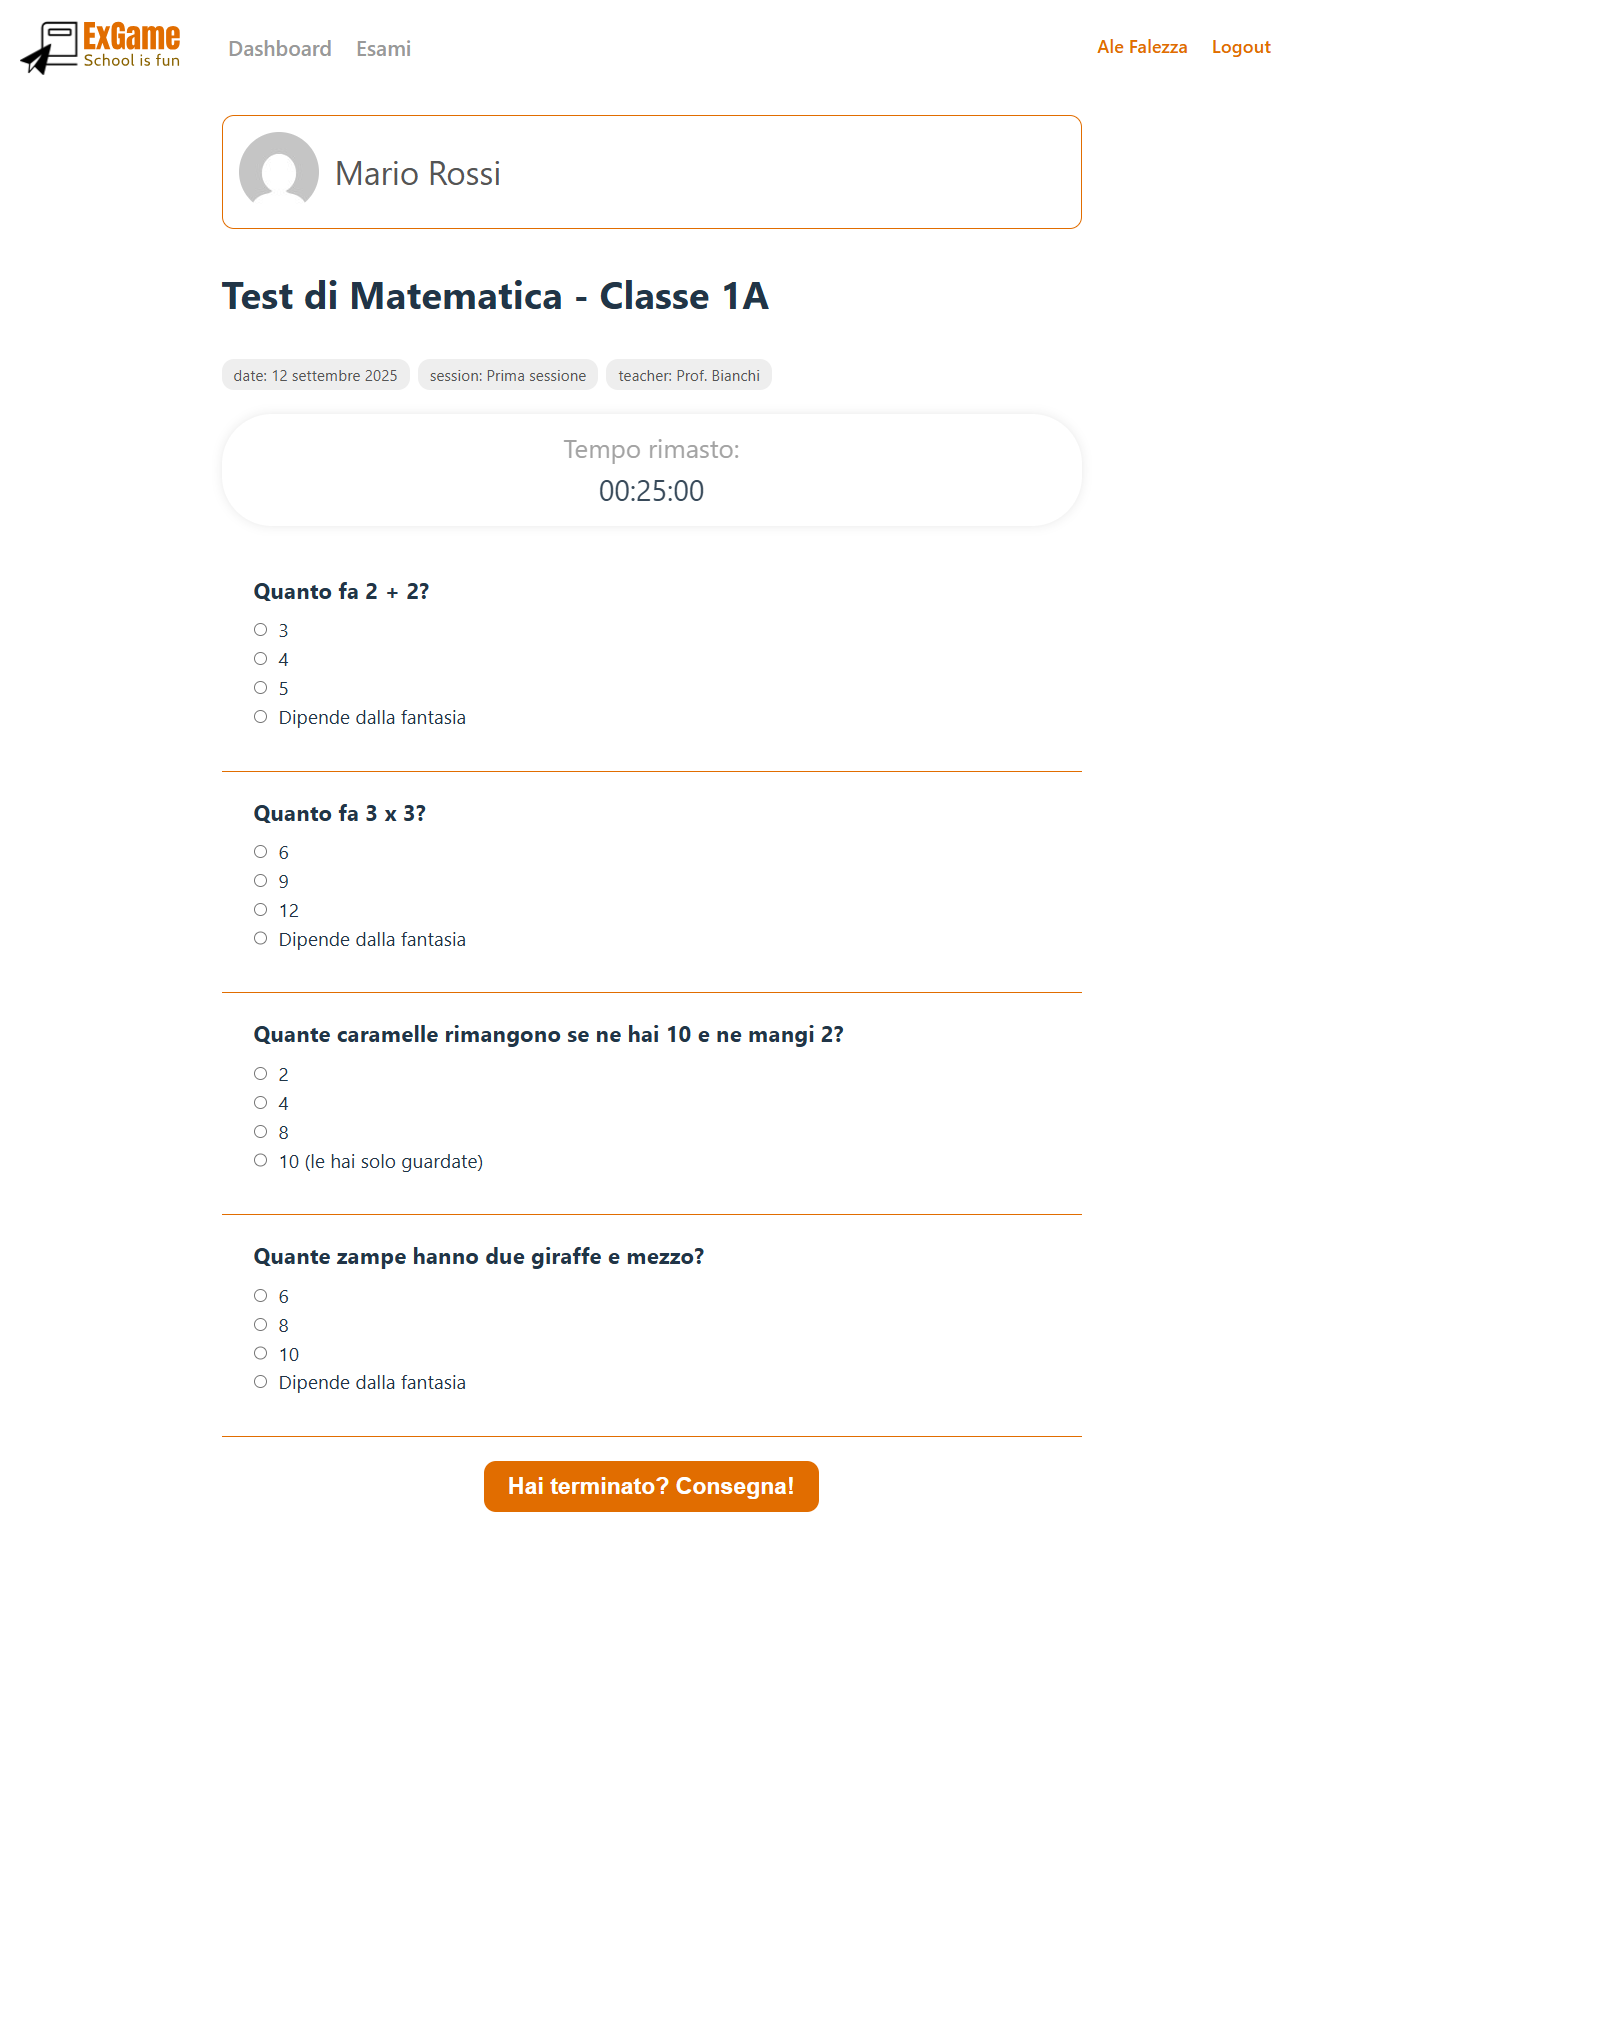 ExGame
School is fun
Dashboard Esami
Ale Falezza Logout
Mario Rossi
Test di Matematica - Classe 1A
date: 12 settembre 2025 session: Prima sessione teacher: Prof. Bianchi
Tempo rimasto:
00:25:00
Quanto fa 2 + 2?
3
4
5
Dipende dalla fantasia
Quanto fa 3 x 3?
6
9
12
Dipende dalla fantasia
Quante caramelle rimangono se ne hai 10 e ne mangi 2?
2
4
8
10 (le hai solo guardate)
Quante zampe hanno due giraffe e mezzo?
6
8
10
Dipende dalla fantasia
Hai terminato? Consegna!